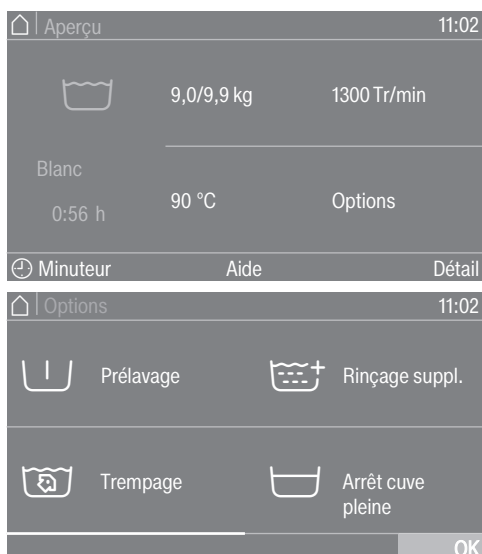 Aperçu 11:02
9,0/9,9 kg 1300 Tr/min
Blanc
0:56 h
90 °C Options
Minuteur Aide Détail
Options 11:02
Prélavage Rinçage suppl.
Trempage Arrêt cuve
pleine
OK